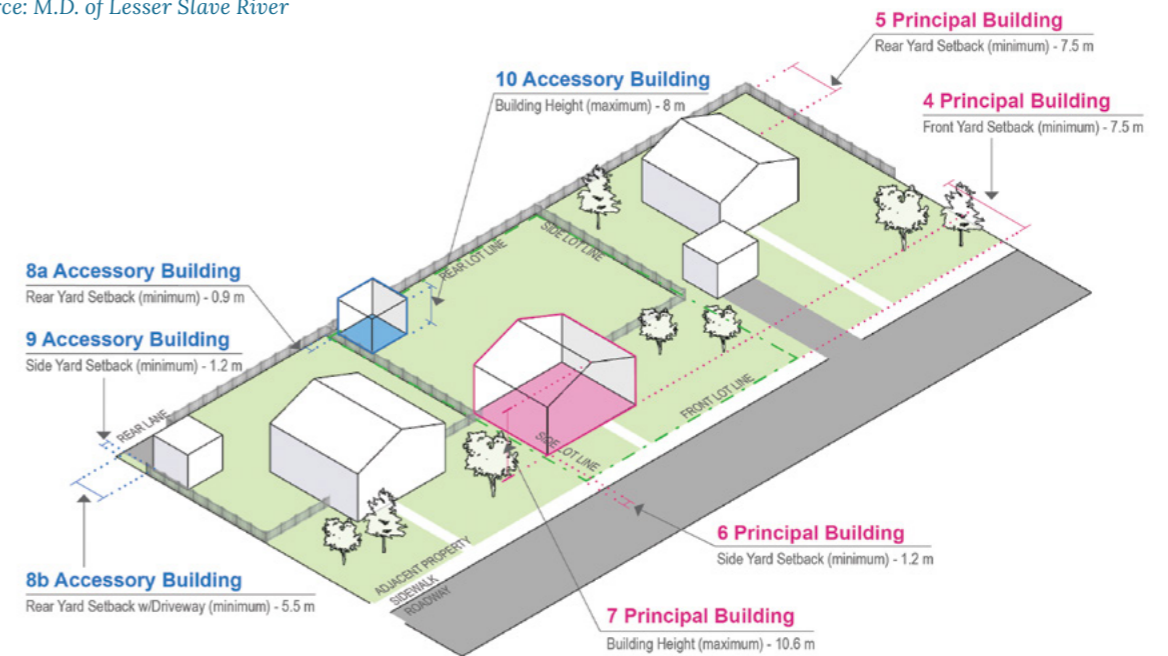 rce: M.D. of Lesser Slave River
5 Principal Building
Rear Yard Setback (minimum) - 7.5 m
10 Accessory Building
Building Height (maximum) - 8 m
4 Principal Building
Front Yard Setback (minimum) - 7.5 m
SIDE LOT LINE
REAR LOT LINE
8a Accessory Building
Rear Yard Setback (minimum) - 0.9 m
9 Accessory Building
Side Yard Setback (minimum) - 1.2 m
FRONT LOT LINE
REAR LANE
SIDE LOT LINE
6 Principal Building
Side Yard Setback (minimum) - 1.2 m
ADJACENT PROPERTY
SIDEWALK
ROADWAY
8b Accessory Building
Rear Yard Setback w/Driveway (minimum) - 5.5 m
7 Principal Building
Building Height (maximum) - 10.6 m